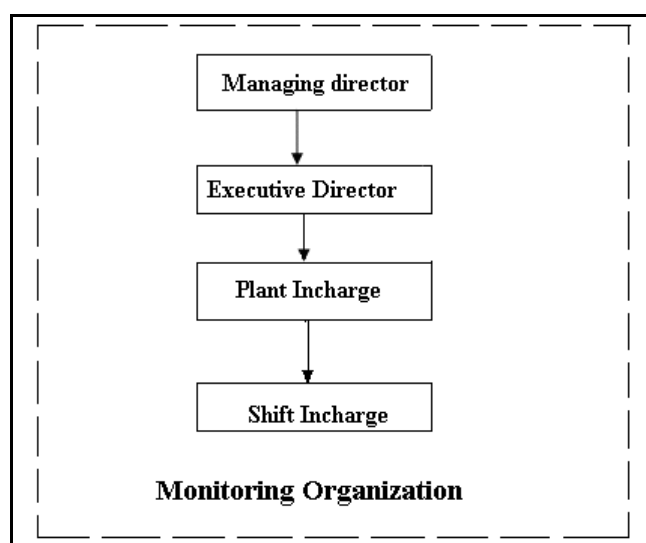 Managing director
Executive Director
Plant Incharge
Shift Incharge
Monitoring Organization